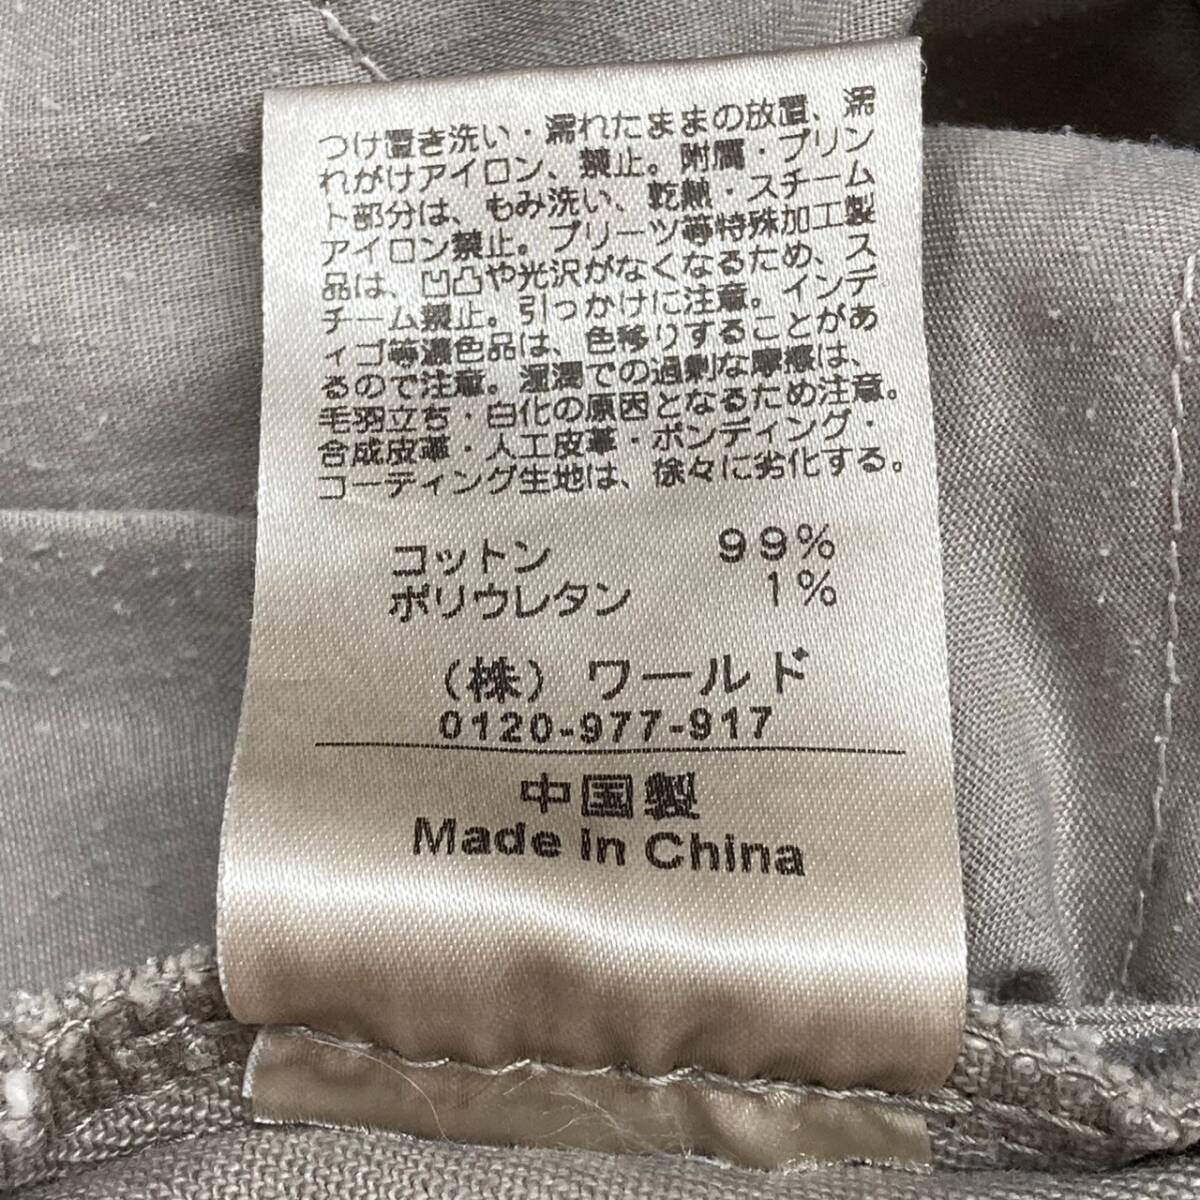 つけ置き洗い・濡れたままの放置、濡
れがけアイロン、禁止。附属・プリン
ト部分は、もみ洗い、乾熱・スチーム
アイロン禁止。プリーツ等特殊加工製
品は、凹凸や光沢がなくなるため、ス
チーム禁止。引っかけに注意。インデ
ィゴ等濃色品は、色移りすることがあ
るので注意。湿潤での過剰な摩擦は、
毛羽立ち・白化の原因となるため注意。
合成皮革・人工皮革・ボンディング・
コーティング生地は、徐々に劣化する。
コットン 99%
ポリウレタン 1%
(株) ワールド
0120-977-917
中国製
Made in China